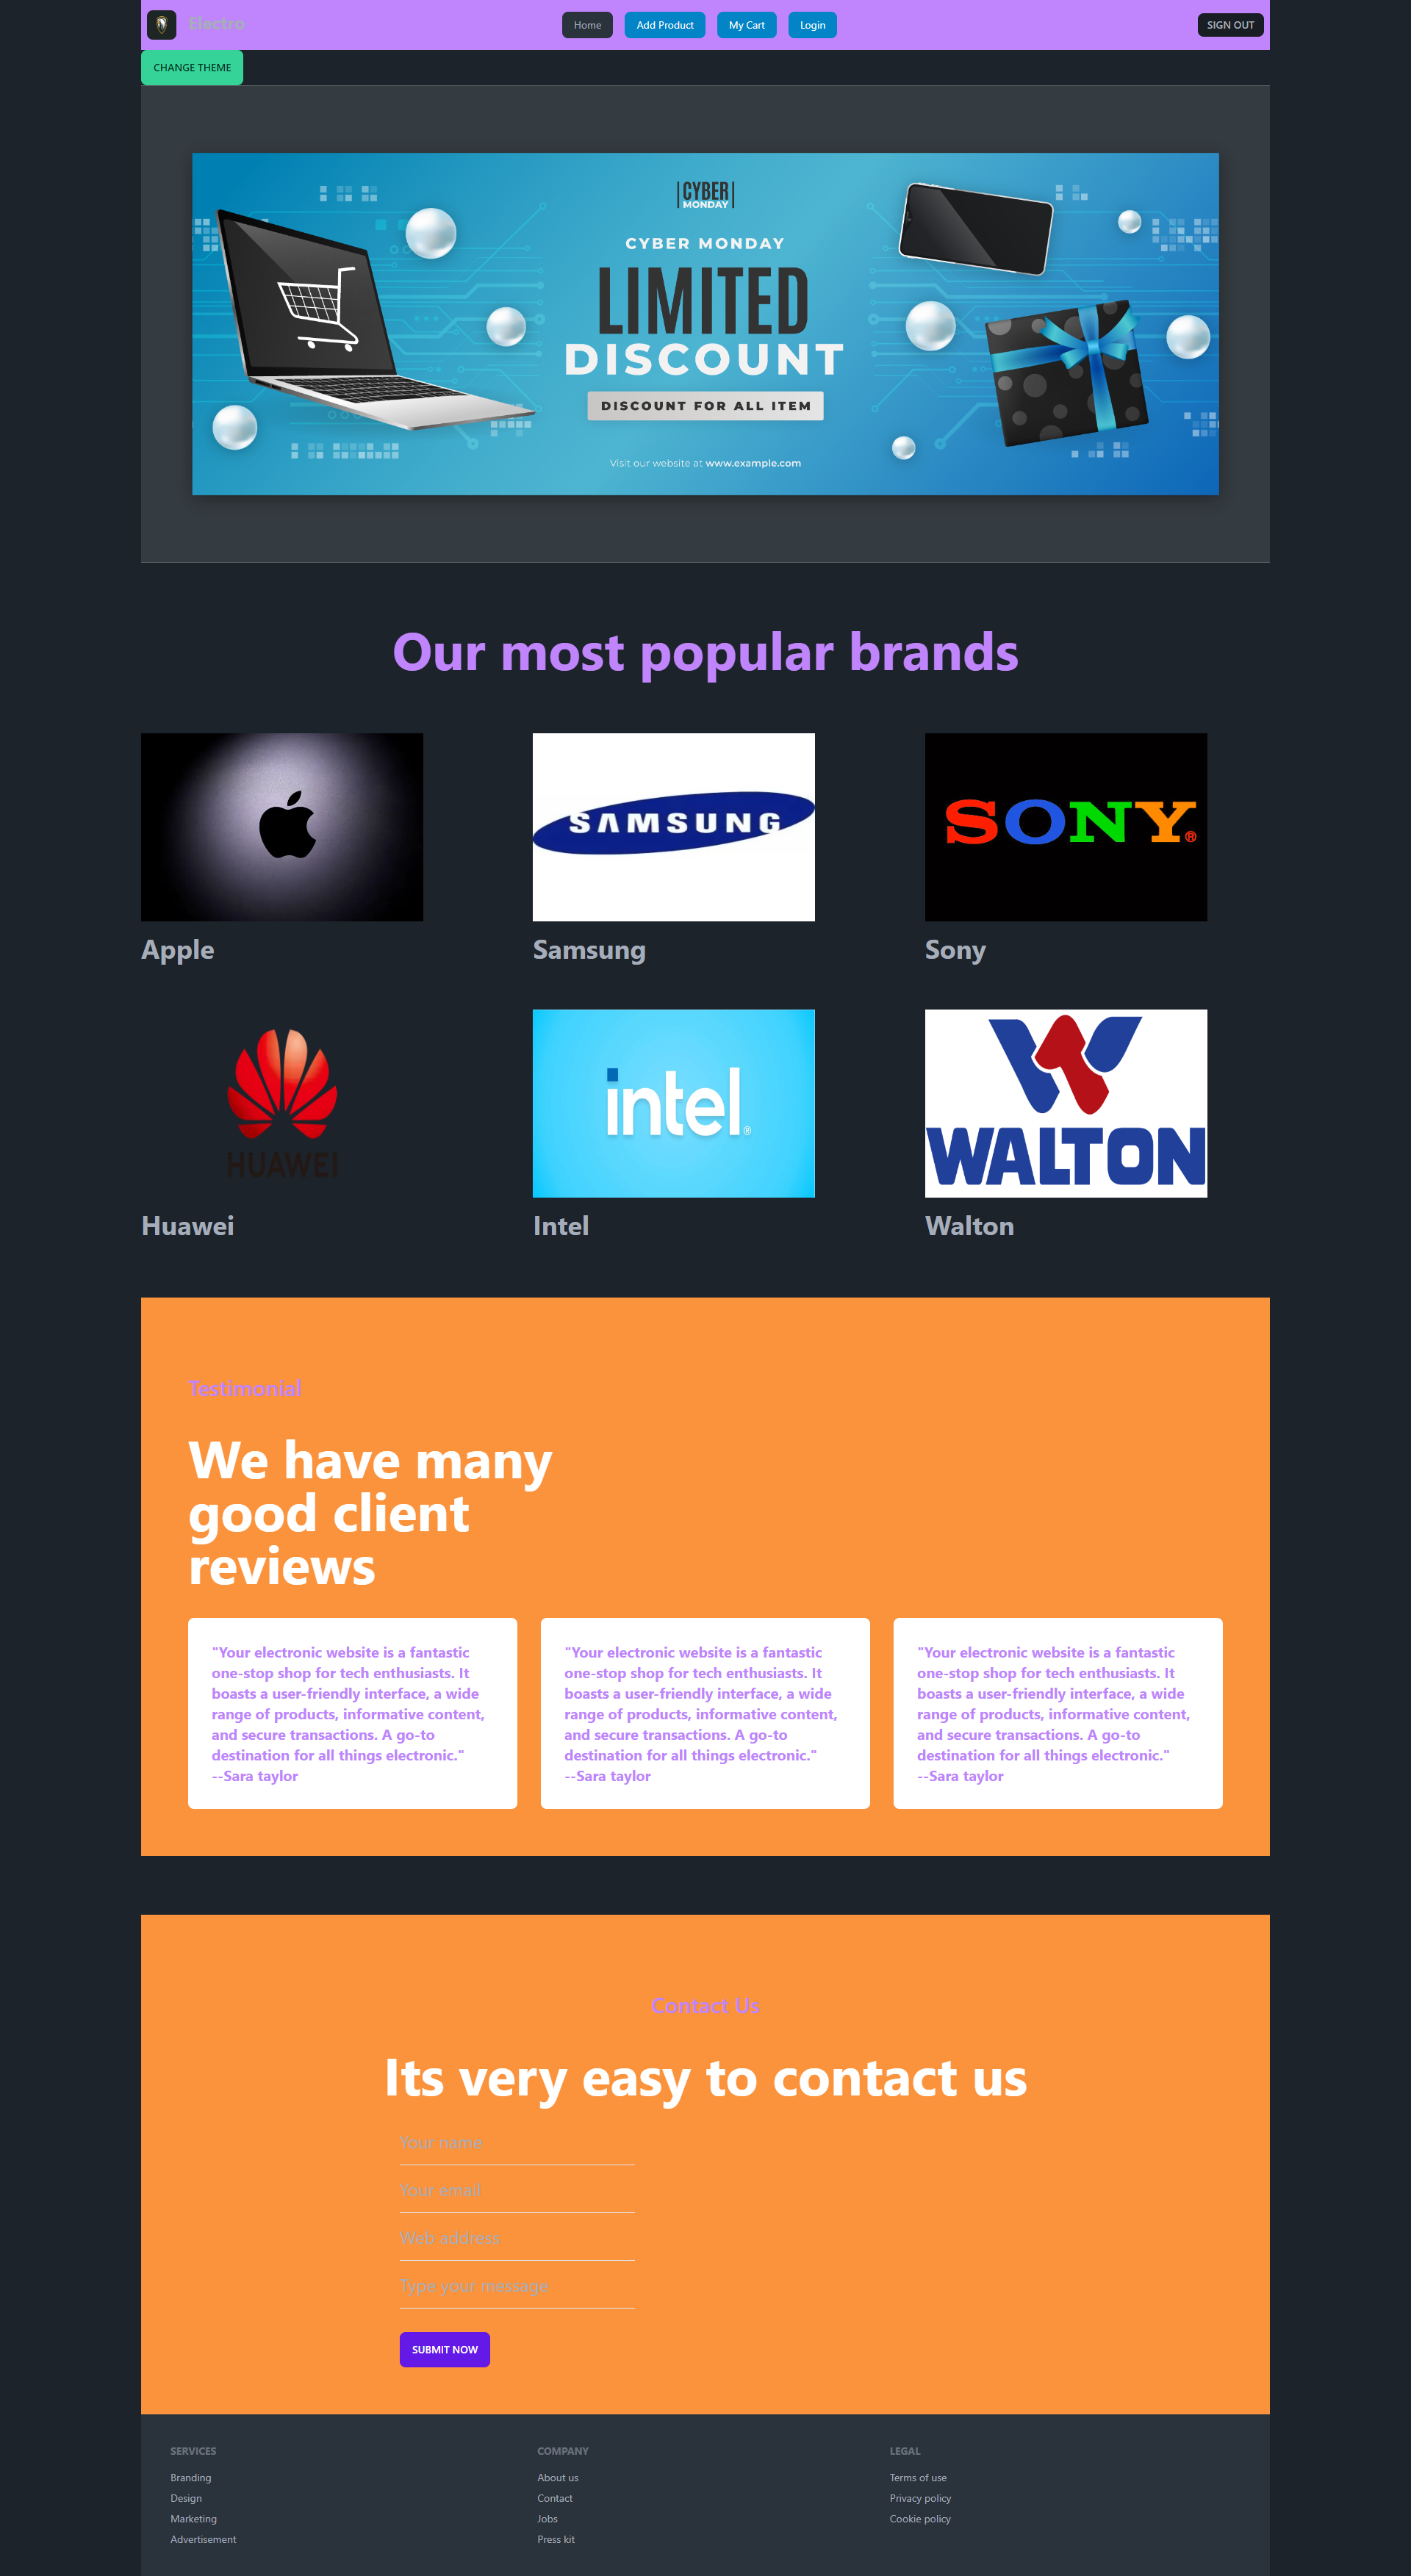 Electro
Home
Add Product
My Cart
Login
SIGN OUT
CHANGE THEME
CYBER
MONDAY
CYBER MONDAY
LIMITED
DISCOUNT
DISCOUNT FOR ALL ITEM
Visit our website at www.example.com
Our most popular brands
SAMSUNG
SONY®
Apple
Samsung
Sony
HUAWEI
intel®
WALTON
Huawei
Intel
Walton
Testimonial
We have many
good client
reviews
"Your electronic website is a fantastic
one-stop shop for tech enthusiasts. It
boasts a user-friendly interface, a wide
range of products, informative content,
and secure transactions. A go-to
destination for all things electronic."
--Sara taylor
"Your electronic website is a fantastic
one-stop shop for tech enthusiasts. It
boasts a user-friendly interface, a wide
range of products, informative content,
and secure transactions. A go-to
destination for all things electronic."
--Sara taylor
"Your electronic website is a fantastic
one-stop shop for tech enthusiasts. It
boasts a user-friendly interface, a wide
range of products, informative content,
and secure transactions. A go-to
destination for all things electronic."
--Sara taylor
Contact Us
Its very easy to contact us
Your name
Your email
Web address
Type your message
SUBMIT NOW
SERVICES
Branding
Design
Marketing
Advertisement
COMPANY
About us
Contact
Jobs
Press kit
LEGAL
Terms of use
Privacy policy
Cookie policy